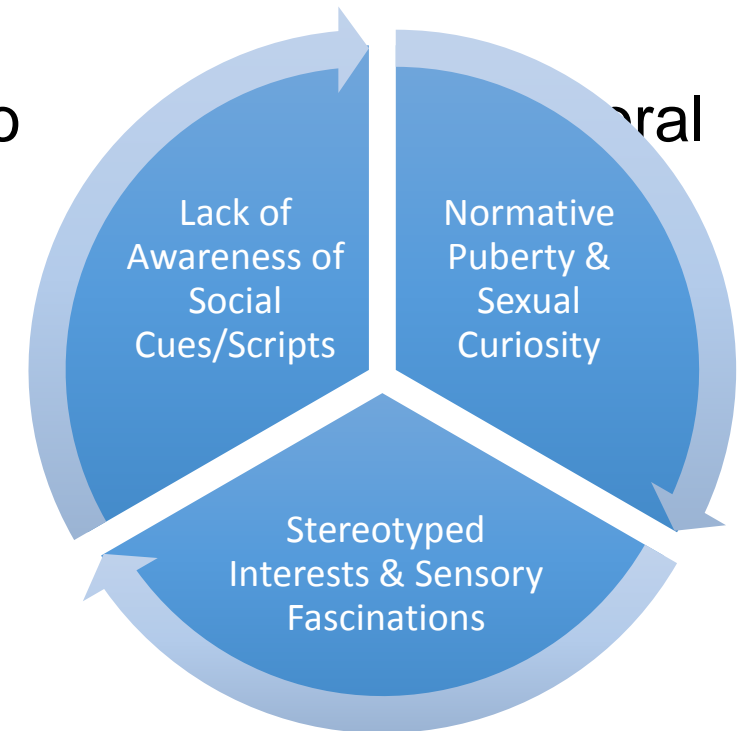 Lack of
Awareness of
Social
Cues/Scripts
Normative
Puberty &
Sexual
Curiosity
Stereotyped
Interests & Sensory
Fascinations